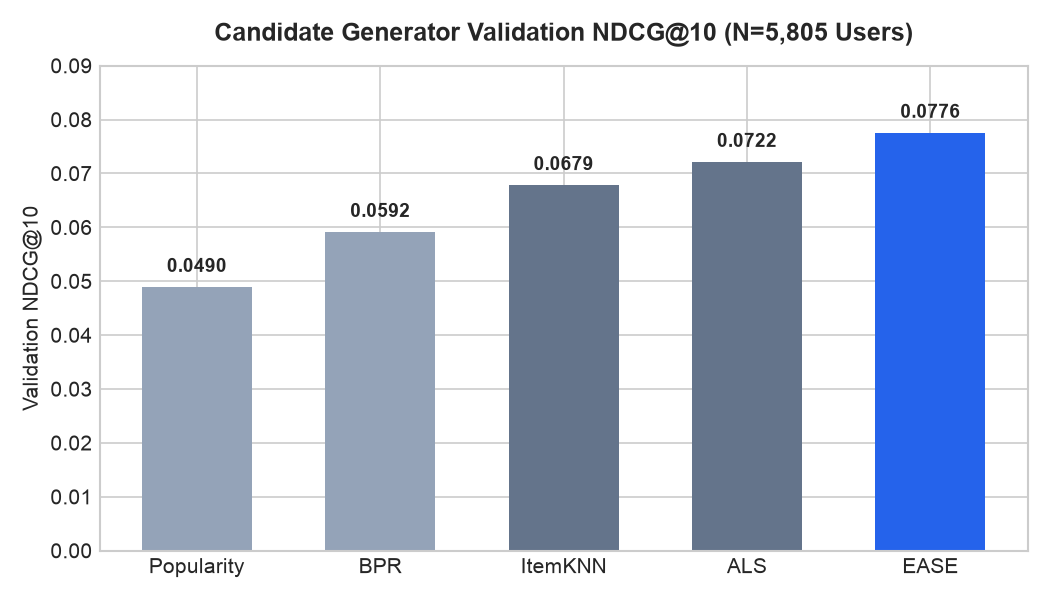 Candidate Generator Validation NDCG@10 (N=5,805 Users)
Validation NDCG@10
0.09
0.08
0.07
0.06
0.05
0.04
0.03
0.02
0.01
0.00
0.0490
0.0592
0.0679
0.0722
0.0776
Popularity
BPR
ItemKNN
ALS
EASE